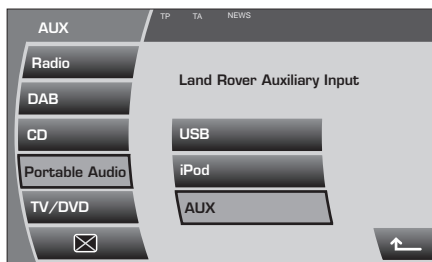 AUX
TP TA NEWS
Radio
DAB
CD
Portable Audio
TV/DVD
Land Rover Auxiliary Input
USB
iPod
AUX